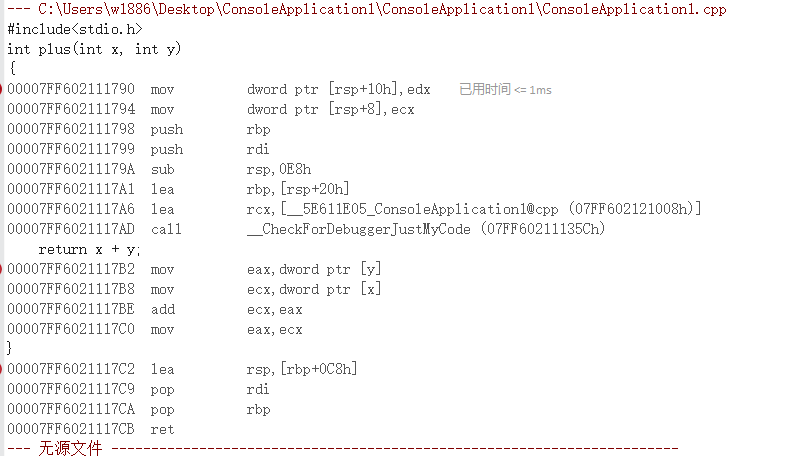 --- C:\Users\w1886\Desktop\ConsoleApplication1\ConsoleApplication1\ConsoleApplication1.cpp
#include<stdio.h>
int plus(int x, int y)
{
00007FF602111790 mov dword ptr [rsp+10h],edx 已用时间 <= 1ms
00007FF602111794 mov dword ptr [rsp+8],ecx
00007FF602111798 push rbp
00007FF602111799 push rdi
00007FF60211179A sub rsp,0E8h
00007FF6021117A1 lea rbp,[rsp+20h]
00007FF6021117A6 lea rcx,[__5E611E05_ConsoleApplication1@cpp (07FF602121008h)]
00007FF6021117AD call __CheckForDebuggerJustMyCode (07FF60211135Ch)
return x + y;
00007FF6021117B2 mov eax,dword ptr [y]
00007FF6021117B8 mov ecx,dword ptr [x]
00007FF6021117BE add ecx,eax
00007FF6021117C0 mov eax,ecx
}
00007FF6021117C2 lea rsp,[rbp+0C8h]
00007FF6021117C9 pop rdi
00007FF6021117CA pop rbp
00007FF6021117CB ret
--- 无源文件 -----------------------------------------------------------------------